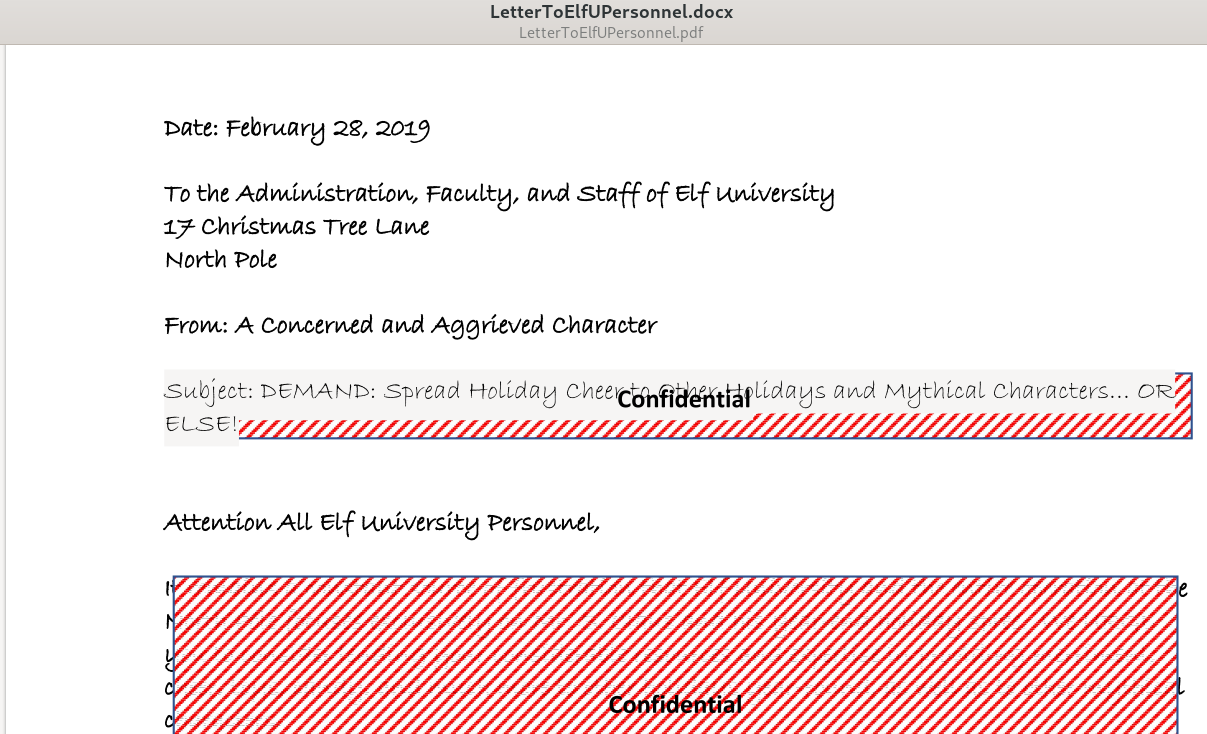 LetterToElfUPersonnel.docx
LetterToElfUPersonnel.pdf
Date: February 28, 2019
To the Administration, Faculty, and Staff of Elf University
17 Christmas Tree Lane
North Pole
From: A Concerned and Aggrieved Character
Subject: DEMAND: Spread Holiday Cheer to Other Holidays and Mythical Characters... OR
ELSE!
Confidential
Attention All Elf University Personnel,
Confidential